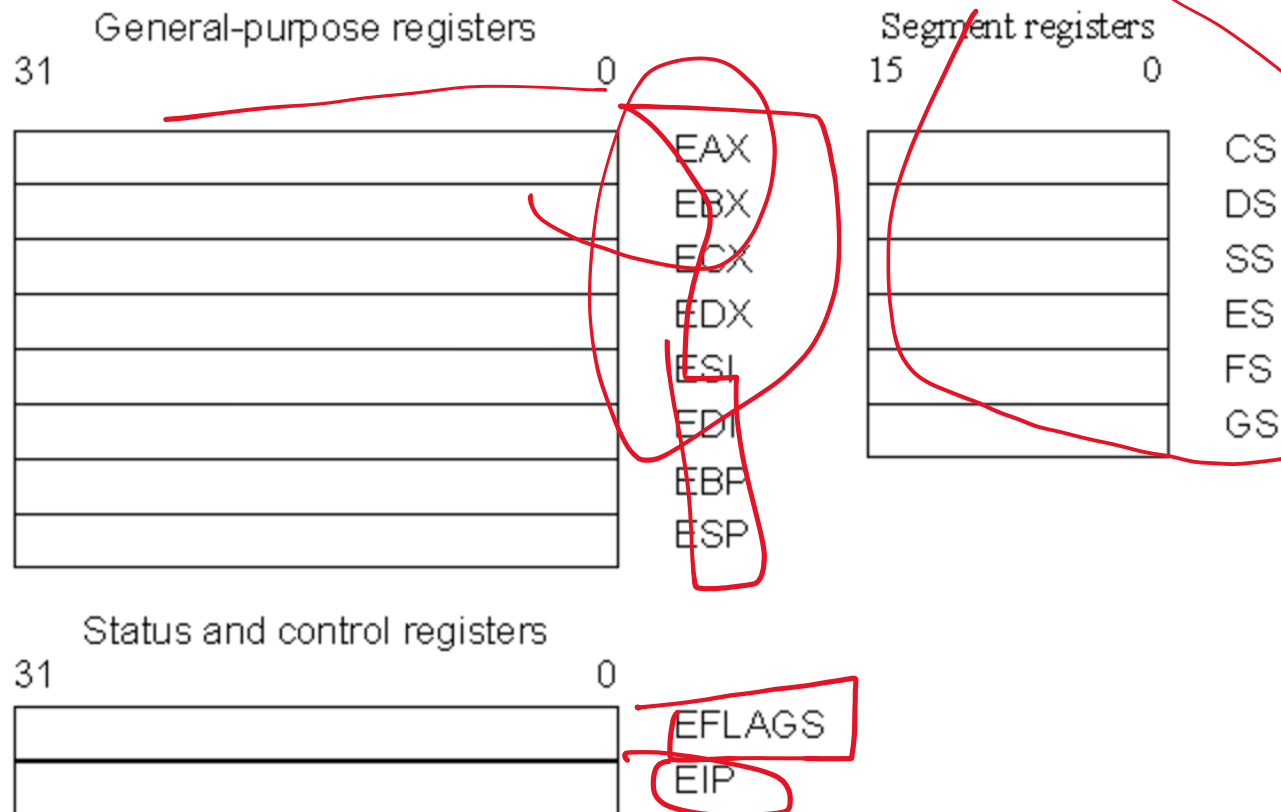 General-purpose registers
31 0
EAX
EBX
ECX
EDX
ESI
EDI
EBP
ESP
Segment registers
15 0
CS
DS
SS
ES
FS
GS
Status and control registers
31 0
EFLAGS
EIP